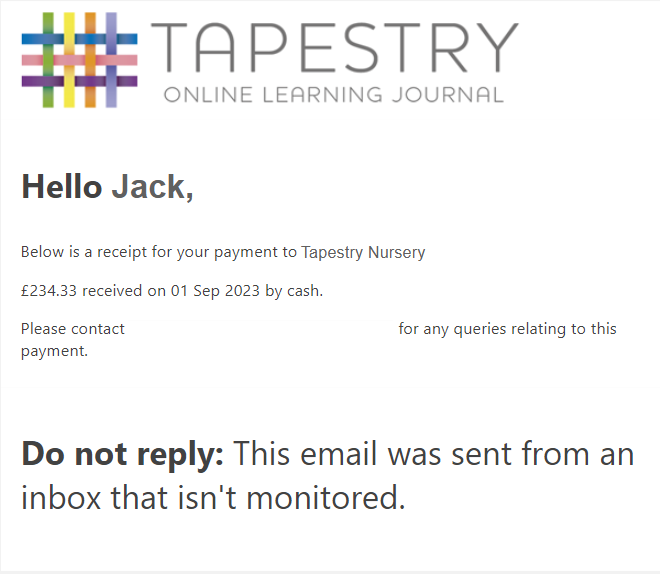 TAPESTRY
ONLINE LEARNING JOURNAL
Hello Jack,
Below is a receipt for your payment to Tapestry Nursery
£234.33 received on 01 Sep 2023 by cash.
Please contact for any queries relating to this
payment.
Do not reply: This email was sent from an
inbox that isn't monitored.